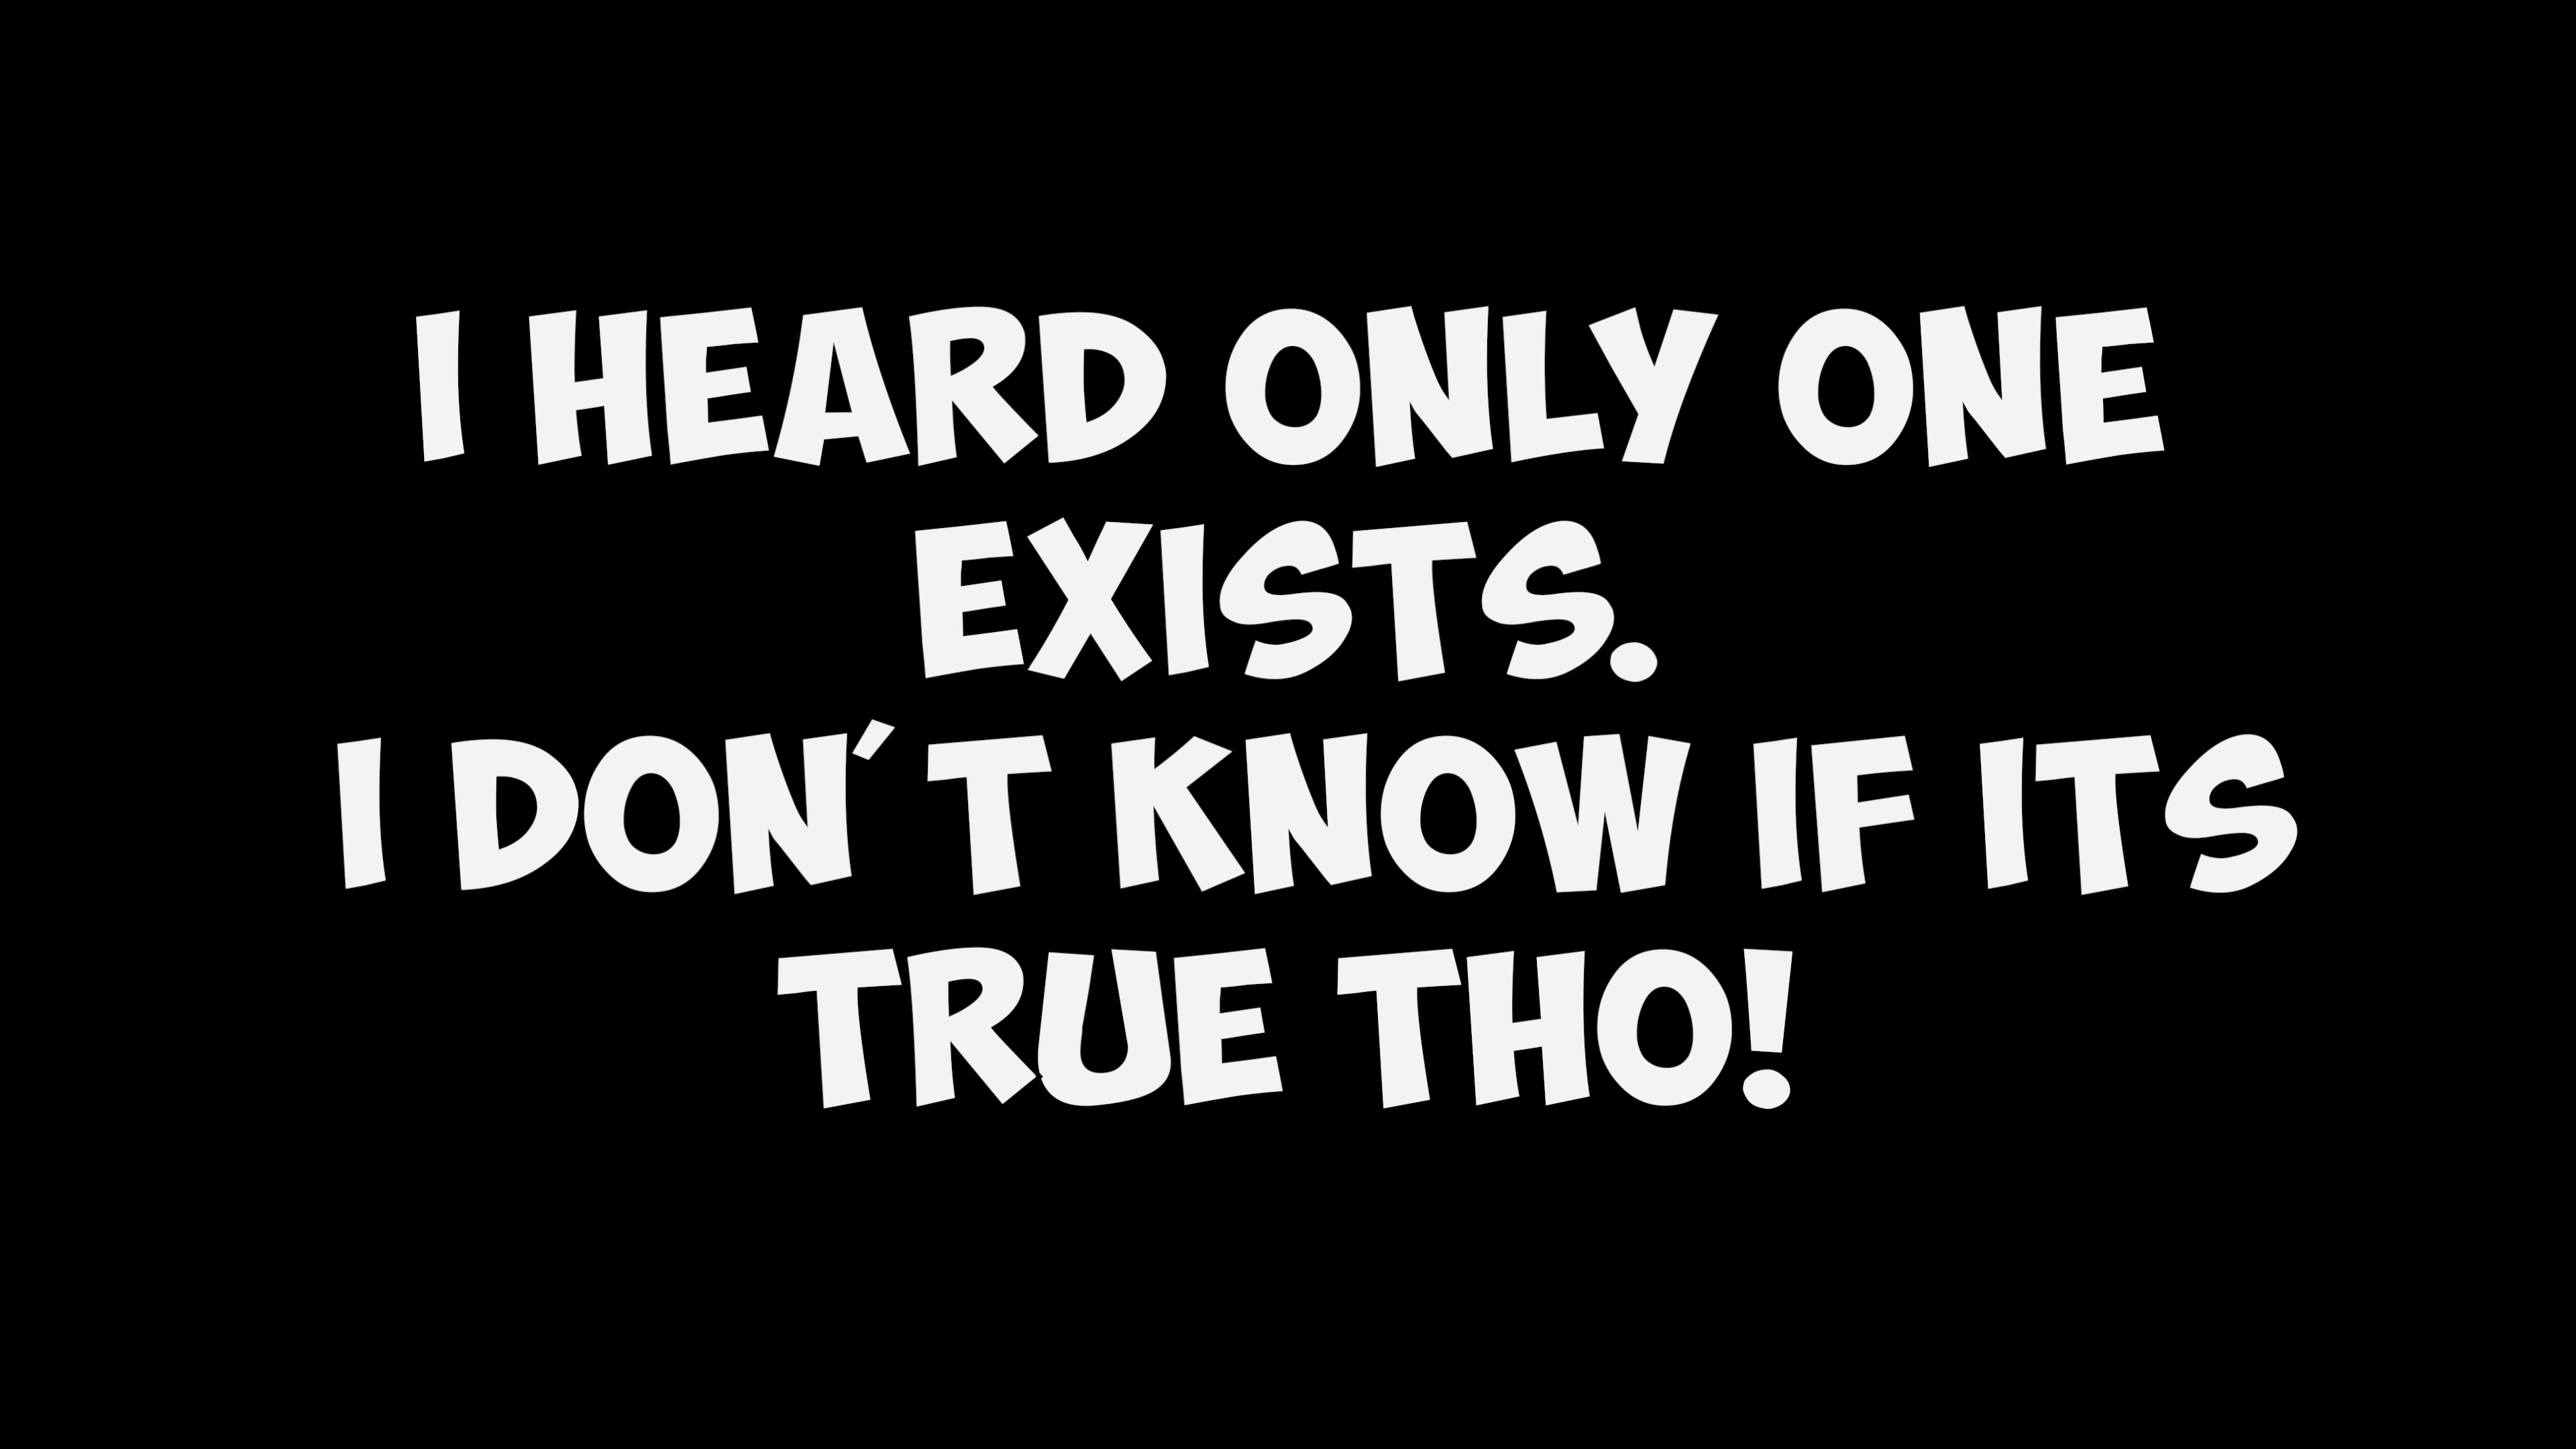 I HEARD ONLY ONE
EXISTS.
I DON´T KNOW IF ITS
TRUE THO!